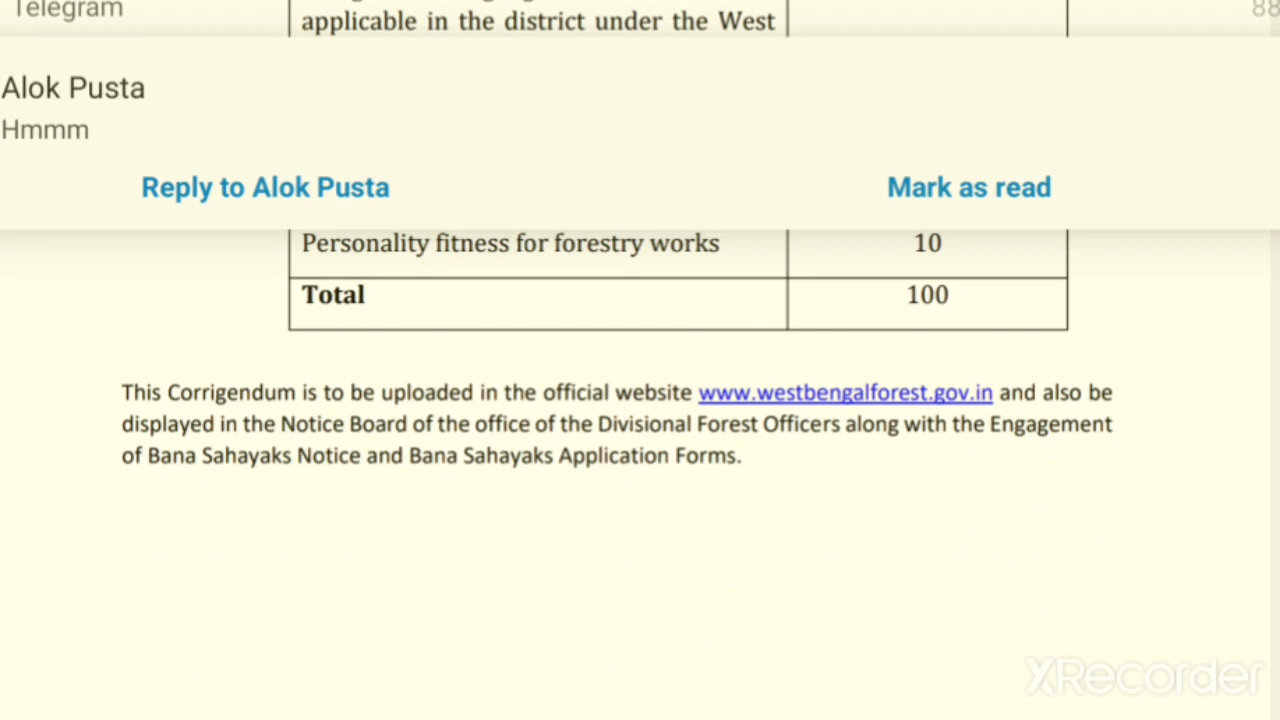 Telegram
88
applicable in the district under the West
Alok Pusta
Hmmm
Reply to Alok Pusta
Mark as read
Personality fitness for forestry works
10
Total
100
This Corrigendum is to be uploaded in the official website www.westbengalforest.gov.in and also be
displayed in the Notice Board of the office of the Divisional Forest Officers along with the Engagement
of Bana Sahayaks Notice and Bana Sahayaks Application Forms.
XRecorder